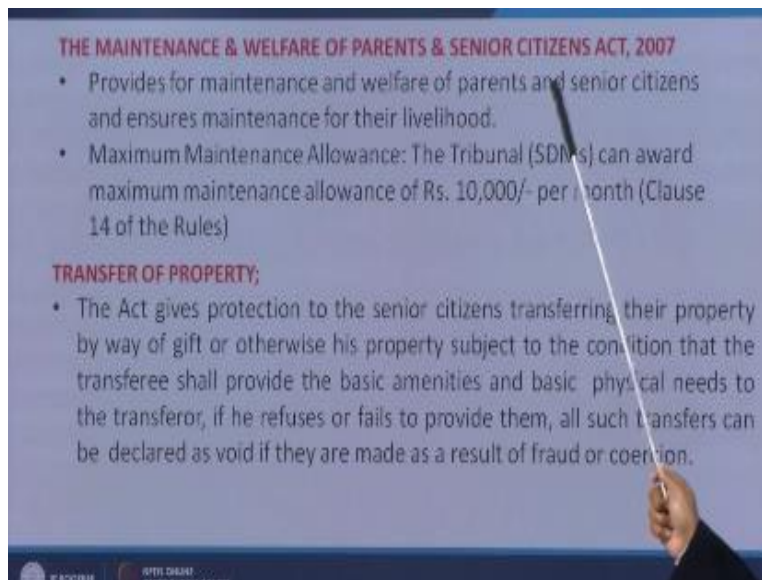 THE MAINTENANCE & WELFARE OF PARENTS & SENIOR CITIZENS ACT, 2007
• Provides for maintenance and welfare of parents and senior citizens
and ensures maintenance for their livelihood.
• Maximum Maintenance Allowance: The Tribunal (SDM's) can award
maximum maintenance allowance of Rs. 10,000/- per month (Clause
14 of the Rules)
TRANSFER OF PROPERTY;
• The Act gives protection to the senior citizens transferring their property
by way of gift or otherwise his property subject to the condition that the
transferee shall provide the basic amenities and basic physical needs to
the transferor, if he refuses or fails to provide them, all such transfers can
be declared as void if they are made as a result of fraud or coercion.